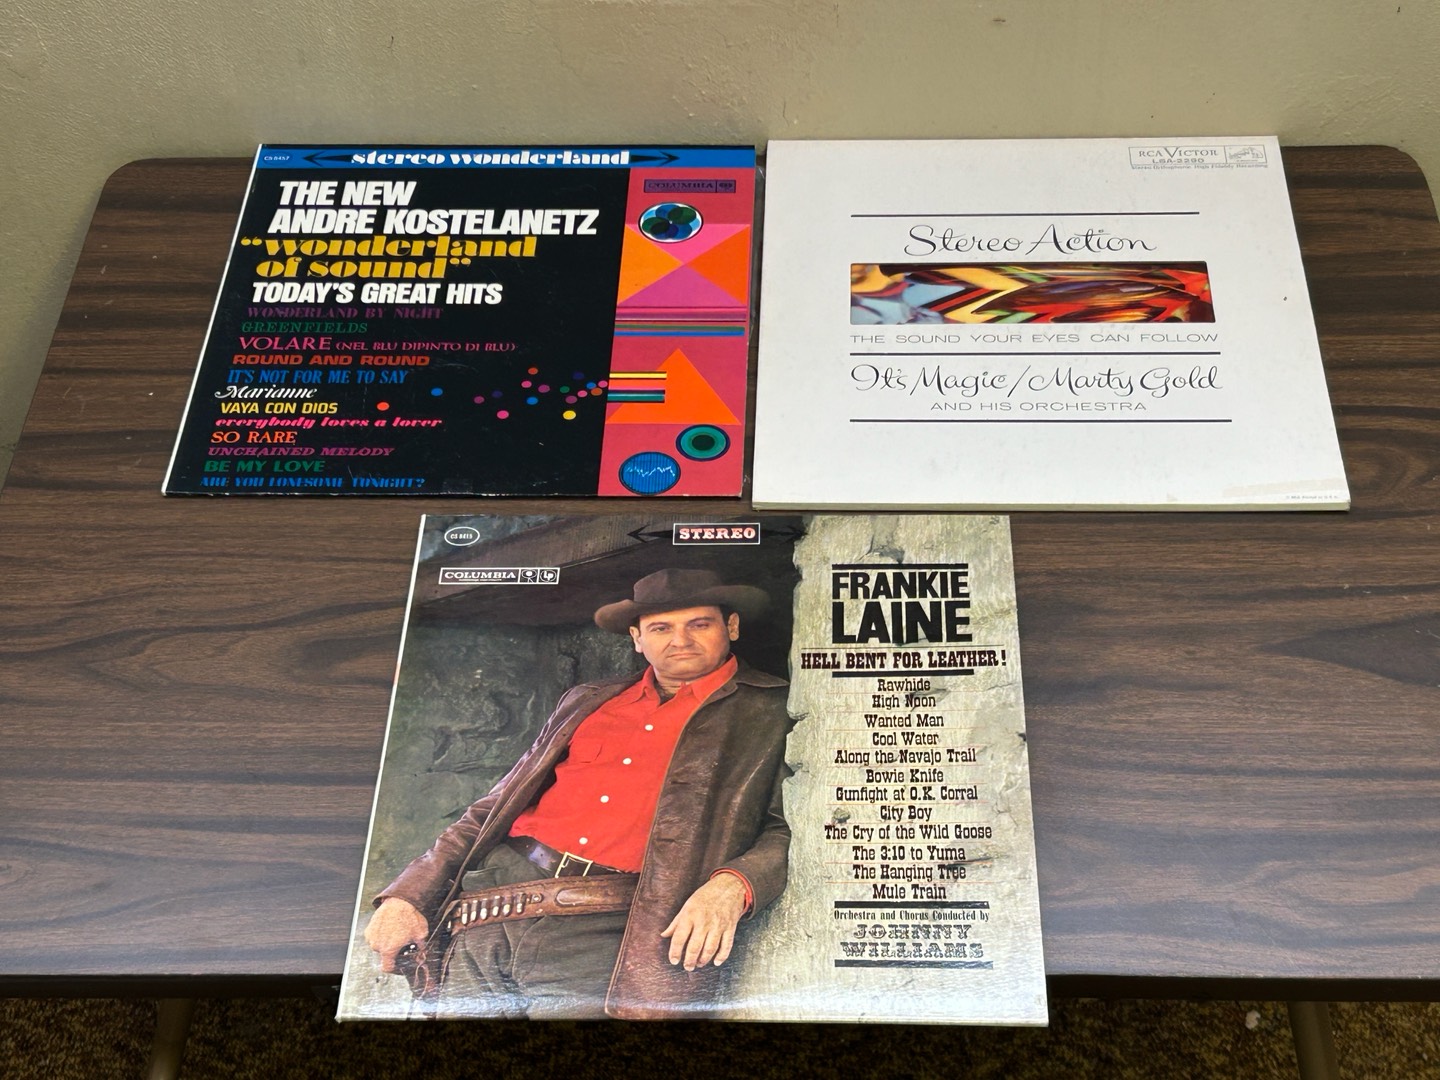 CS 8457
stereo wonderland
COLUMBIA
THE NEW
ANDRE KOSTELANETZ
"wonderland
of sound"
TODAY'S GREAT HITS
WONDERLAND BY NIGHT
GREENFIELDS
VOLARE (NEL BLU DIPINTO DI BLU)
ROUND AND ROUND
IT'S NOT FOR ME TO SAY
Marianne
VAYA CON DIOS
everybody loves a lover
SO RARE
UNCHAINED MELODY
BE MY LOVE
ARE YOU LONESOME TONIGHT?
RCA VICTOR
LSA-2290
Stereo Orthophonic High Fidelity Recording
Stereo Action
THE SOUND YOUR EYES CAN FOLLOW
It's Magic/Marty Gold
AND HIS ORCHESTRA
CS 8415
STEREO
COLUMBIA
LP
FRANKIE
LAINE
HELL BENT FOR LEATHER!
Rawhide
High Noon
Wanted Man
Cool Water
Along the Navajo Trail
Bowie Knife
Gunfight at O.K. Corral
City Boy
The Cry of the Wild Goose
The 3:10 to Yuma
The Hanging Tree
Mule Train
Orchestra and Chorus Conducted by
JOHNNY
WILLIAMS